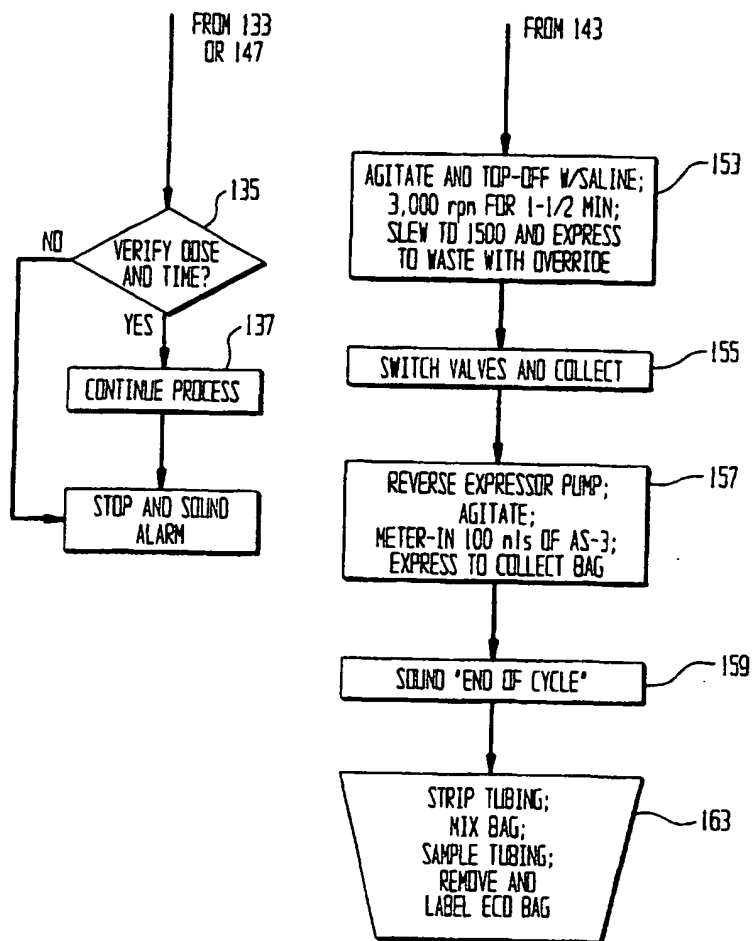 FROM 133
OR 147
135
NO
VERIFY DOSE
AND TIME?
YES
137
CONTINUE PROCESS
STOP AND SOUND
ALARM
FROM 143
153
AGITATE AND TOP-OFF W/SALINE;
3,000 rpn FOR 1-1/2 MIN;
SLEW TO 1500 AND EXPRESS
TO WASTE WITH OVERRIDE
155
SWITCH VALVES AND COLLECT
157
REVERSE EXPRESSOR PUMP;
AGITATE;
METER-IN 100 nls OF AS-3;
EXPRESS TO COLLECT BAG
159
SOUND "END OF CYCLE"
163
STRIP TUBING;
MIX BAG;
SAMPLE TUBING;
REMOVE AND
LABEL ECO BAG